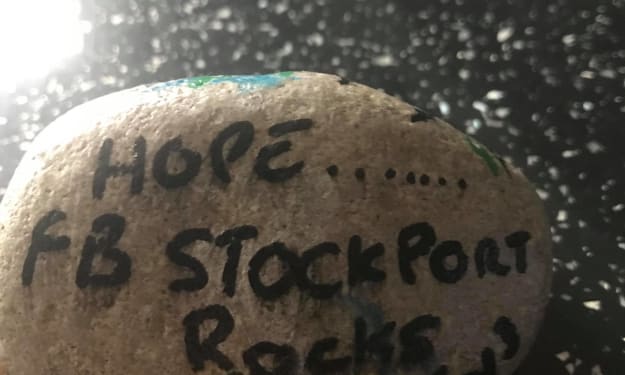 HOPE........
FB STOCKPORT
ROCKS